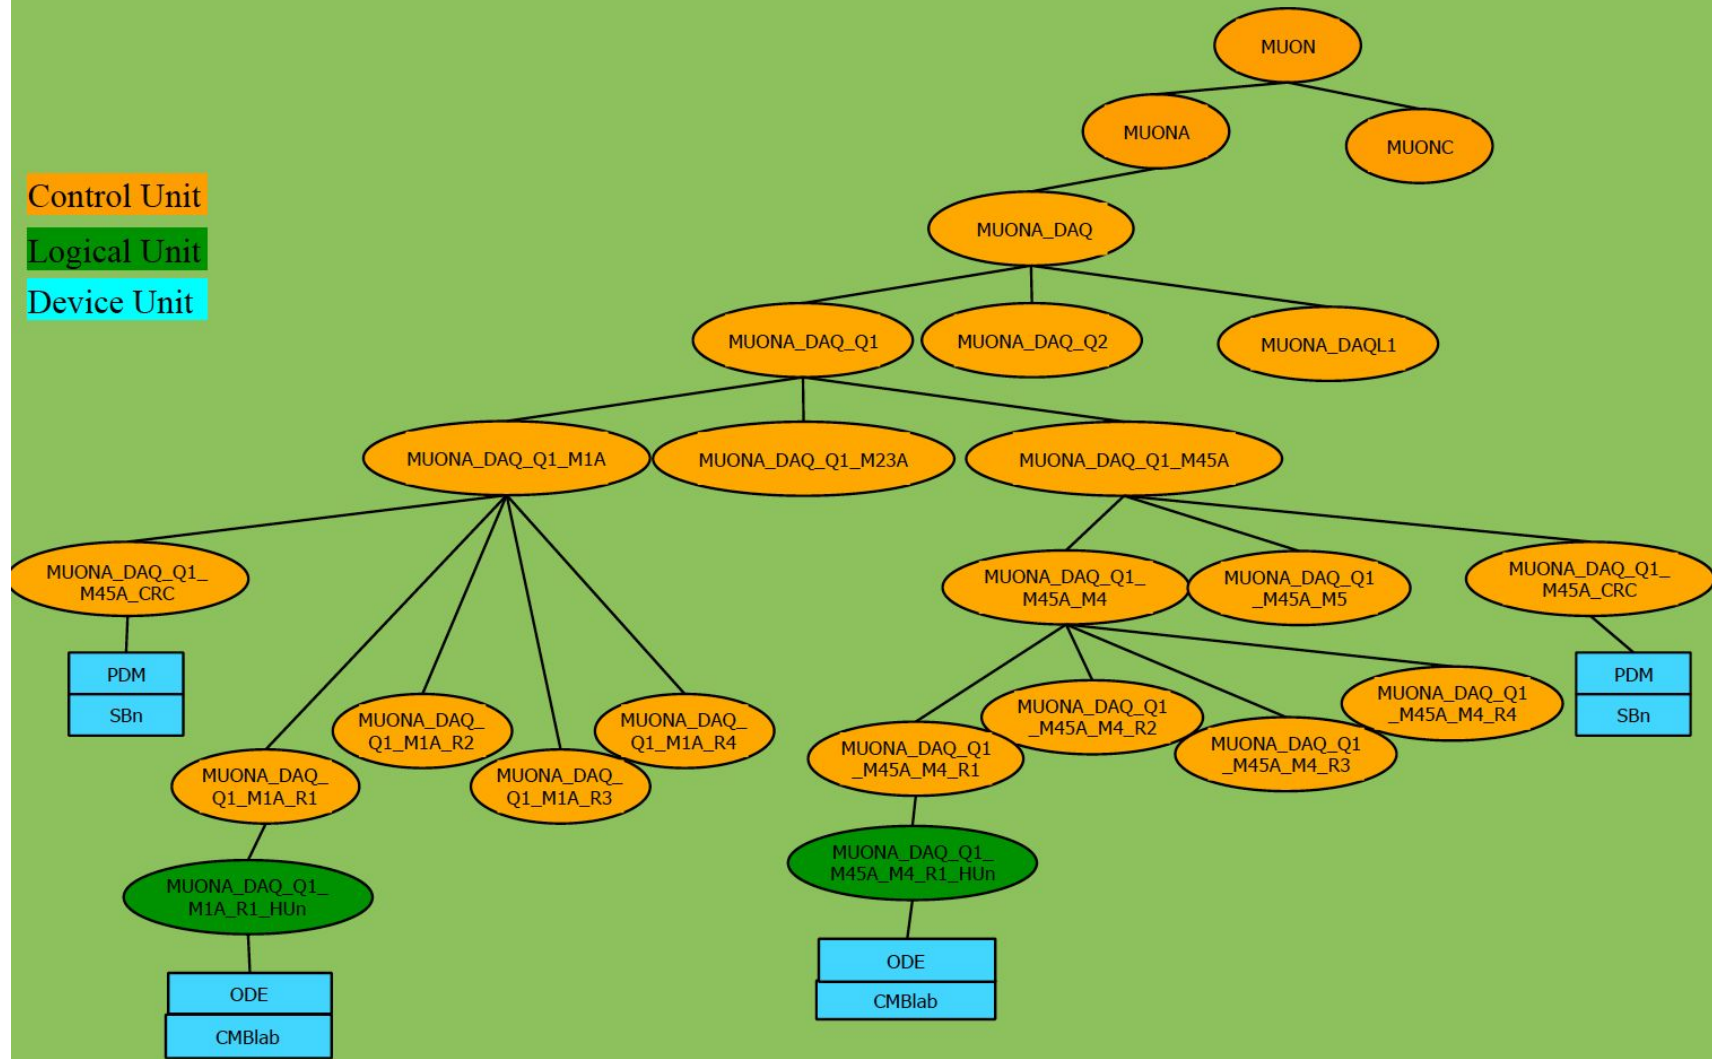 MUON
MUONA
MUONC
Control Unit
Logical Unit
Device Unit
MUONA_DAQ
MUONA_DAQ_Q1
MUONA_DAQ_Q2
MUONA_DAQL1
MUONA_DAQ_Q1_M1A
MUONA_DAQ_Q1_M23A
MUONA_DAQ_Q1_M45A
MUONA_DAQ_Q1_
M45A_CRC
MUONA_DAQ_Q1_
M45A_M4
MUONA_DAQ_Q1
_M45A_M5
MUONA_DAQ_Q1_
M45A_CRC
PDM
SBn
PDM
SBn
MUONA_DAQ_
Q1_M1A_R1
MUONA_DAQ_
Q1_M1A_R2
MUONA_DAQ_
Q1_M1A_R3
MUONA_DAQ_
Q1_M1A_R4
MUONA_DAQ_Q1
_M45A_M4_R1
MUONA_DAQ_Q1
_M45A_M4_R2
MUONA_DAQ_Q1
_M45A_M4_R3
MUONA_DAQ_Q1
_M45A_M4_R4
MUONA_DAQ_Q1_
M1A_R1_HUn
MUONA_DAQ_Q1_
M45A_M4_R1_HUn
ODE
CMBlab
ODE
CMBlab